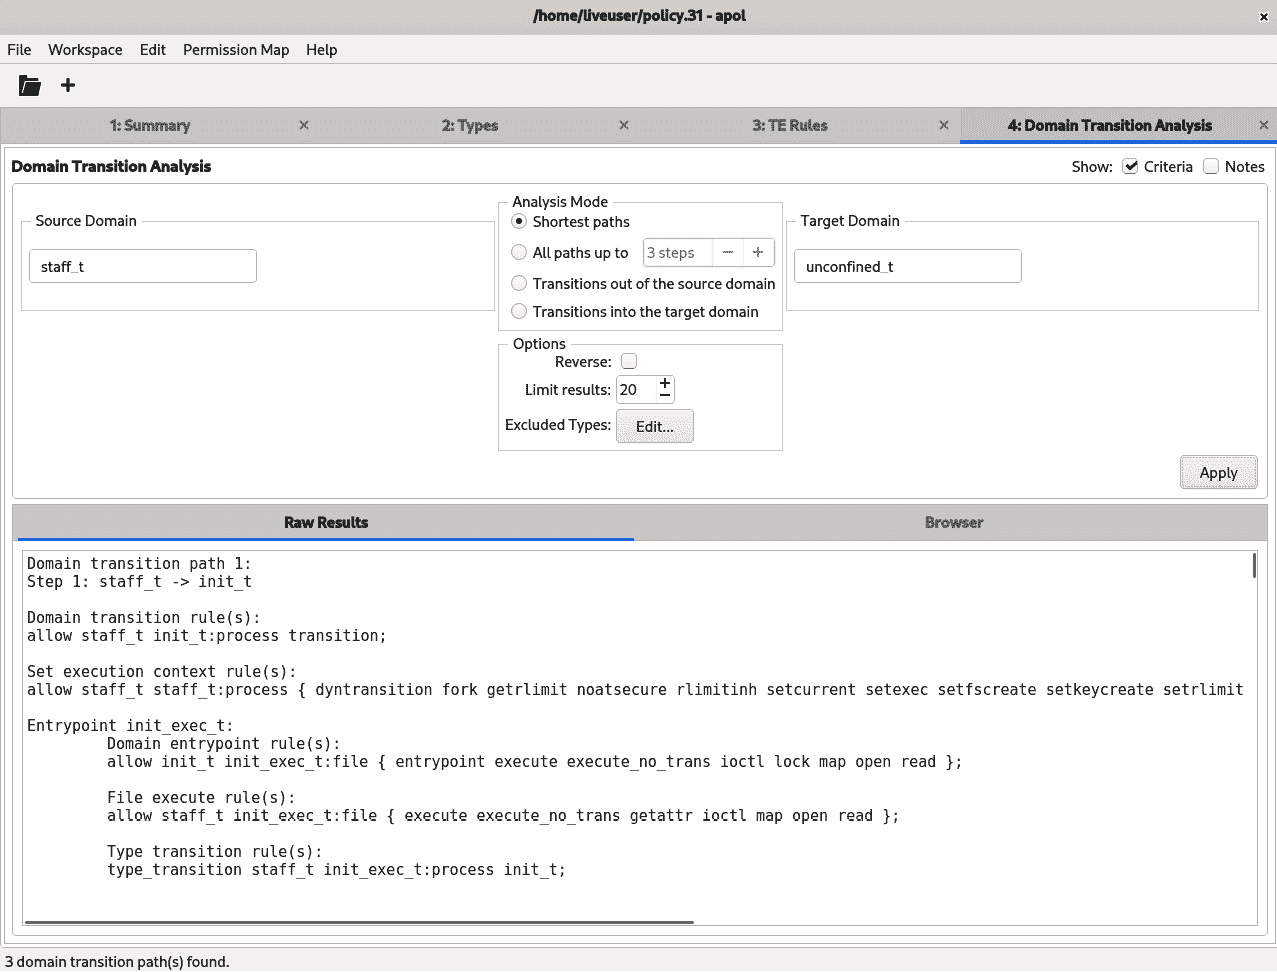 /home/liveuser/policy.31 - apol
File Workspace Edit Permission Map Help
1: Summary 2: Types 3: TE Rules 4: Domain Transition Analysis
Domain Transition Analysis Show: Criteria Notes
Analysis Mode
Source Domain Shortest paths Target Domain
All paths up to 3 steps
staff_t unconfined_t
Transitions out of the source domain
Transitions into the target domain
Options
Reverse:
Limit results: 20
Excluded Types: Edit...
Apply
Raw Results Browser
Domain transition path 1:
Step 1: staff_t -> init_t
Domain transition rule(s):
allow staff_t init_t:process transition;
Set execution context rule(s):
allow staff_t staff_t:process { dyntransition fork getrlimit noatsecure rlimitinh setcurrent setexec setfscreate setkeycreate setrlimit
Entrypoint init_exec_t:
Domain entrypoint rule(s):
allow init_t init_exec_t:file { entrypoint execute execute_no_trans ioctl lock map open read };
File execute rule(s):
allow staff_t init_exec_t:file { execute execute_no_trans getattr ioctl map open read };
Type transition rule(s):
type_transition staff_t init_exec_t:process init_t;
3 domain transition path(s) found.